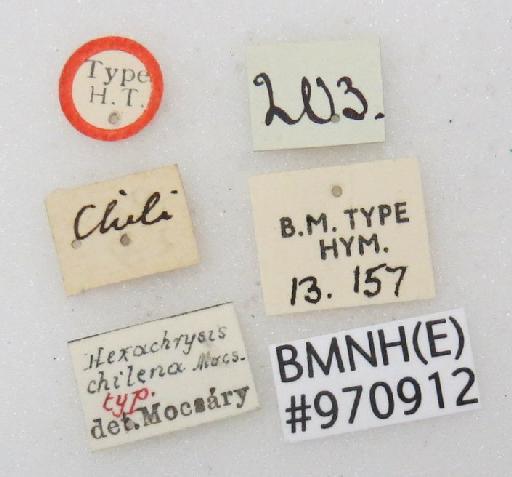 Type
H.T.
203.
Chili
B.M. TYPE
HYM.
13. 157
Hexachrysis
chilena Mocs.
typ.
det. Mocsáry
BMNH(E)
#970912